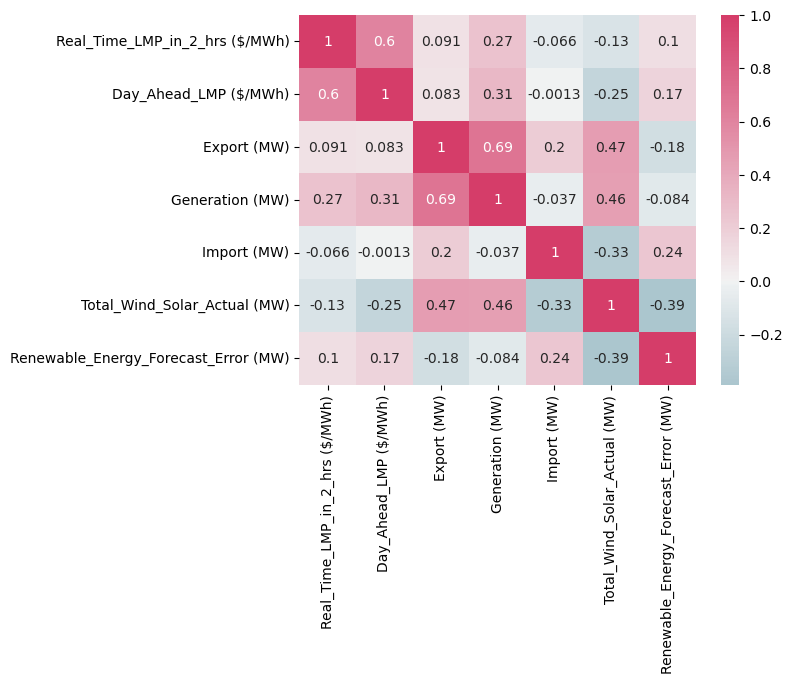 Real_Time_LMP_in_2_hrs ($/MWh) 1 0.6 0.091 0.27 -0.066 -0.13 0.1
Day_Ahead_LMP ($/MWh) 0.6 1 0.083 0.31 -0.0013 -0.25 0.17
Export (MW) 0.091 0.083 1 0.69 0.2 0.47 -0.18
Generation (MW) 0.27 0.31 0.69 1 -0.037 0.46 -0.084
Import (MW) -0.066 -0.0013 0.2 -0.037 1 -0.33 0.24
Total_Wind_Solar_Actual (MW) -0.13 -0.25 0.47 0.46 -0.33 1 -0.39
Renewable_Energy_Forecast_Error (MW) 0.1 0.17 -0.18 -0.084 0.24 -0.39 1
Real_Time_LMP_in_2_hrs ($/MWh)
Day_Ahead_LMP ($/MWh)
Export (MW)
Generation (MW)
Import (MW)
Total_Wind_Solar_Actual (MW)
Renewable_Energy_Forecast_Error (MW)
1.0
0.8
0.6
0.4
0.2
0.0
−0.2